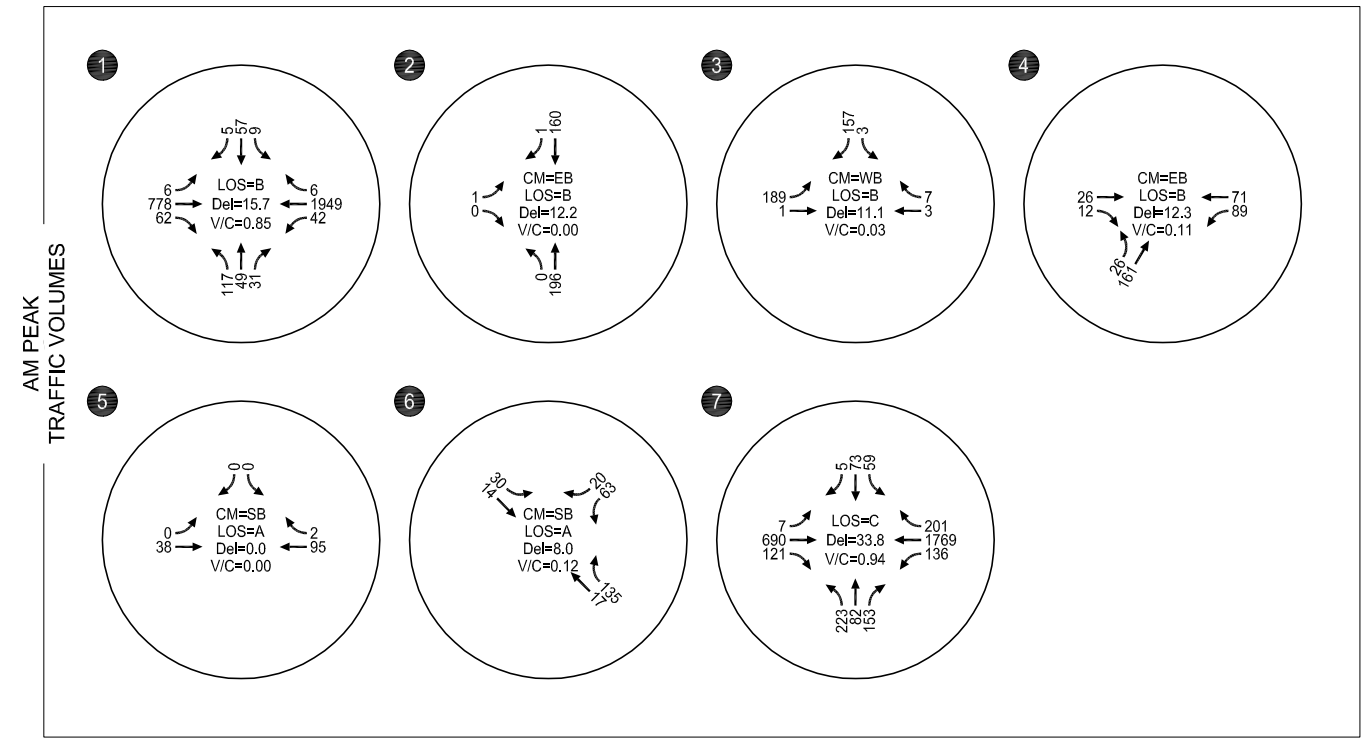 AM PEAK
TRAFFIC VOLUMES
1
5 57 9
6
778
62
LOS=B
Del=15.7
V/C=0.85
6
1949
42
117 49 31
2
1 160
1
0
CM=EB
LOS=B
Del=12.2
V/C=0.00
0 196
3
157 3
189
1
CM=WB
LOS=B
Del=11.1
V/C=0.03
7
3
4
26
12
CM=EB
LOS=B
Del=12.3
V/C=0.11
71
89
26
161
5
0 0
0
38
CM=SB
LOS=A
Del=0.0
V/C=0.00
2
95
6
30
14
20
63
CM=SB
LOS=A
Del=8.0
V/C=0.12
135
17
7
5 73 59
7
690
121
LOS=C
Del=33.8
V/C=0.94
201
1769
136
223 82 153